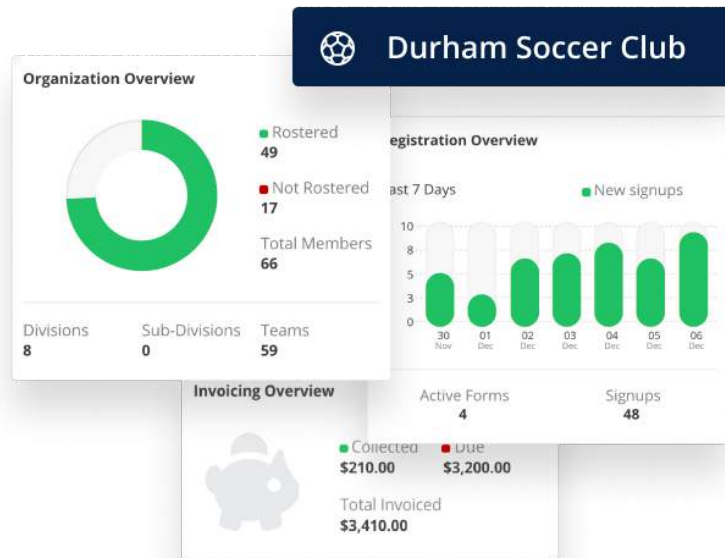 Durham Soccer Club
Organization Overview
Rostered
49
Not Rostered
17
Total Members
66
Divisions
8
Sub-Divisions
0
Teams
59
egistration Overview
ast 7 Days
New signups
10
8
5
3
0
30 01 02 03 04 05 06
Nov Dec Dec Dec Dec Dec Dec
Active Forms
4
Signups
48
Invoicing Overview
Collected
$210.00
Due
$3,200.00
Total Invoiced
$3,410.00